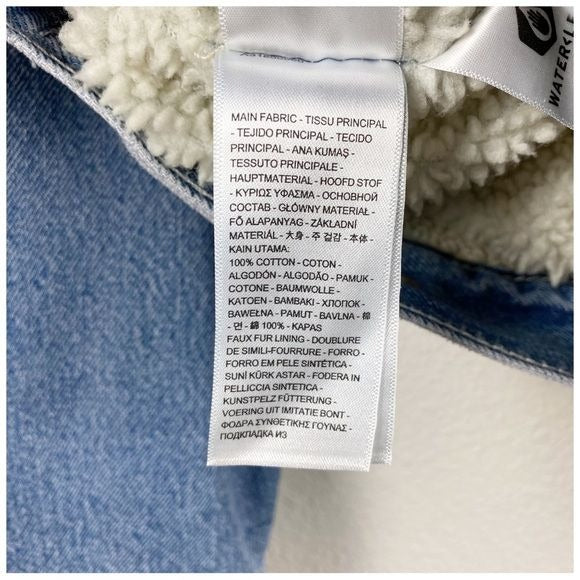 WATER<LE
MAIN FABRIC - TISSU PRINCIPAL
- TEJIDO PRINCIPAL - TECIDO
PRINCIPAL - ANA KUMAŞ -
TESSUTO PRINCIPALE -
HAUPTMATERIAL - HOOFD STOF
- ΚΥΡΙΩΣ ΥΦΑΣΜΑ - ОСНОВНОЙ
СОСТАВ - GŁÓWNY MATERIAŁ -
FŐ ALAPANYAG - ZÁKLADNÍ
MATERIÁL - 大身 - 주 겉감 - 本体 -
KAIN UTAMA:
100% COTTON - COTON -
ALGODÓN - ALGODÃO - PAMUK -
COTONE - BAUMWOLLE -
KATOEN - ΒΑΜΒΑΚΙ - ХЛОПОК -
BAWEŁNA - PAMUT - BAVLNA - 棉
- 면 - 綿 100% - KAPAS
FAUX FUR LINING - DOUBLURE
DE SIMILI-FOURRURE - FORRO -
FORRO EM PELE SINTÉTICA -
SUNİ KÜRK ASTAR - FODERA IN
PELLICCIA SINTETICA -
KUNSTPELZ FÜTTERUNG -
VOERING UIT IMITATIE BONT -
ΦΟΔΡΑ ΣΥΝΘΕΤΙΚΗΣ ΓΟΥΝΑΣ -
ПОДКЛАДКА ИЗ